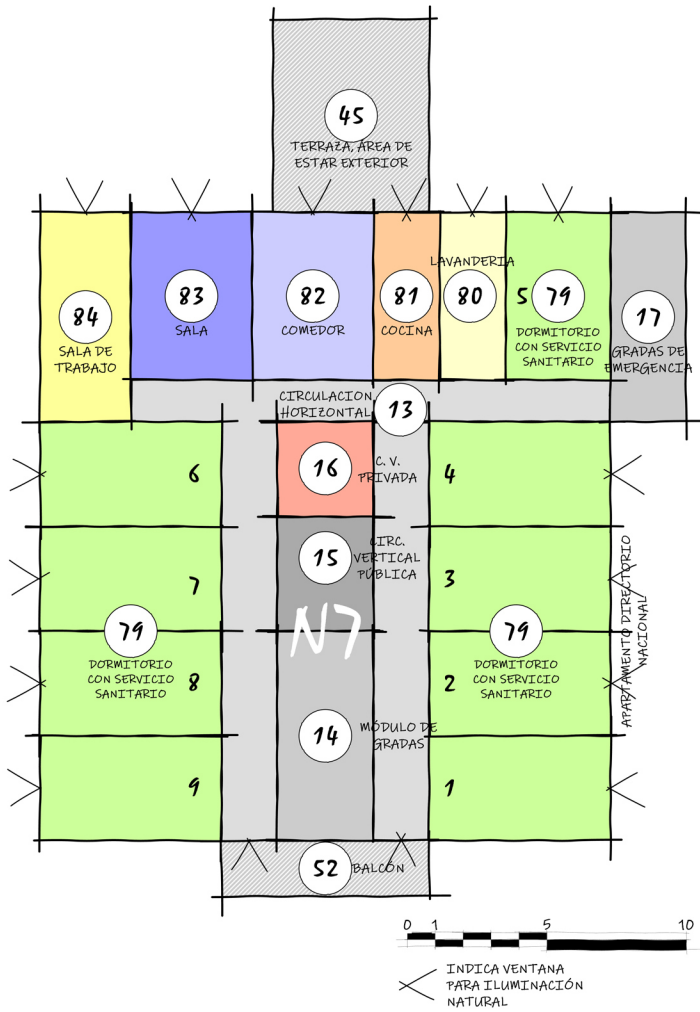 45
TERRAZA, ÁREA DE
ESTAR EXTERIOR
84
SALA DE
TRABAJO
83
SALA
82
COMEDOR
81
COCINA
LAVANDERIA
80
5
79
DORMITORIO
CON SERVICIO
SANITARIO
17
GRADAS DE
EMERGENCIA
CIRCULACION
HORIZONTAL
13
6
16
C. V.
PRIVADA
4
7
15
CIRC.
VERTICAL
PÚBLICA
3
APARTAMENTO DIRECTORIO
NACIONAL
N7
79
DORMITORIO
CON SERVICIO
SANITARIO
8
79
DORMITORIO
CON SERVICIO
SANITARIO
2
14
MÓDULO DE
GRADAS
9
1
52
BALCÓN
0 1 5 10
INDICA VENTANA
PARA ILUMINACIÓN
NATURAL